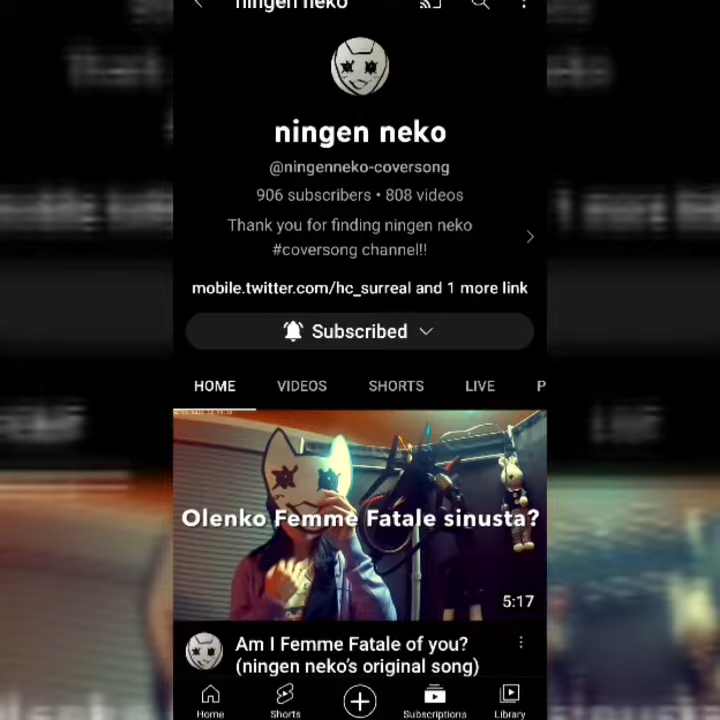 ningen neko
ningen neko
@ningenneko-coversong
906 subscribers • 808 videos
Thank you for finding ningen neko
#coversong channel!!
mobile.twitter.com/hc_surreal and 1 more link
Subscribed
HOME VIDEOS SHORTS LIVE P
Olenko Femme Fatale sinusta?
5:17
Am I Femme Fatale of you?
(ningen neko's original song)
Home Shorts Subscriptions Library